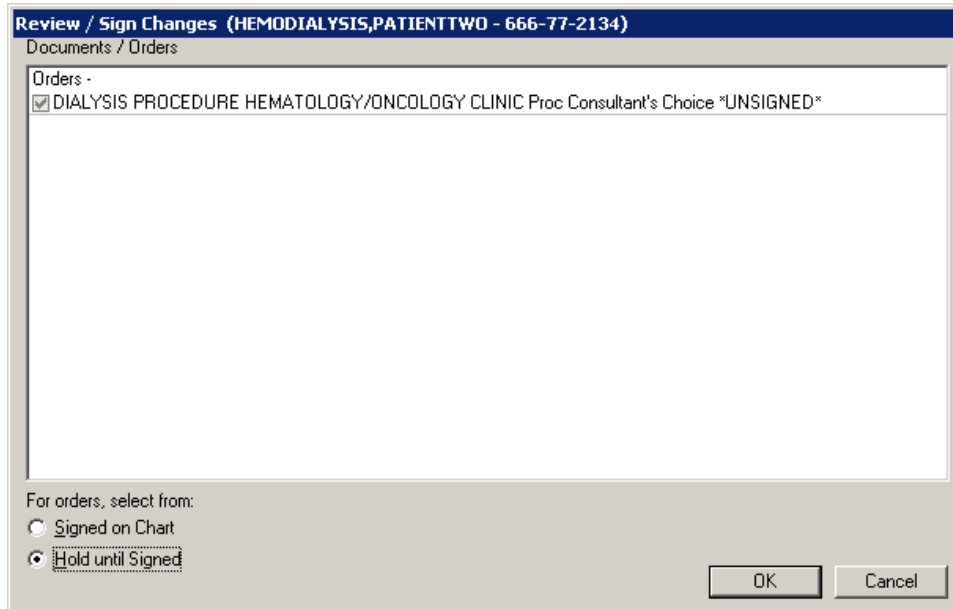 Review / Sign Changes (HEMODIALYSIS,PATIENTTWO - 666-77-2134)
Documents / Orders
Orders -
DIALYSIS PROCEDURE HEMATOLOGY/ONCOLOGY CLINIC Proc Consultant's Choice *UNSIGNED*
For orders, select from:
Signed on Chart
Hold until Signed
OK Cancel